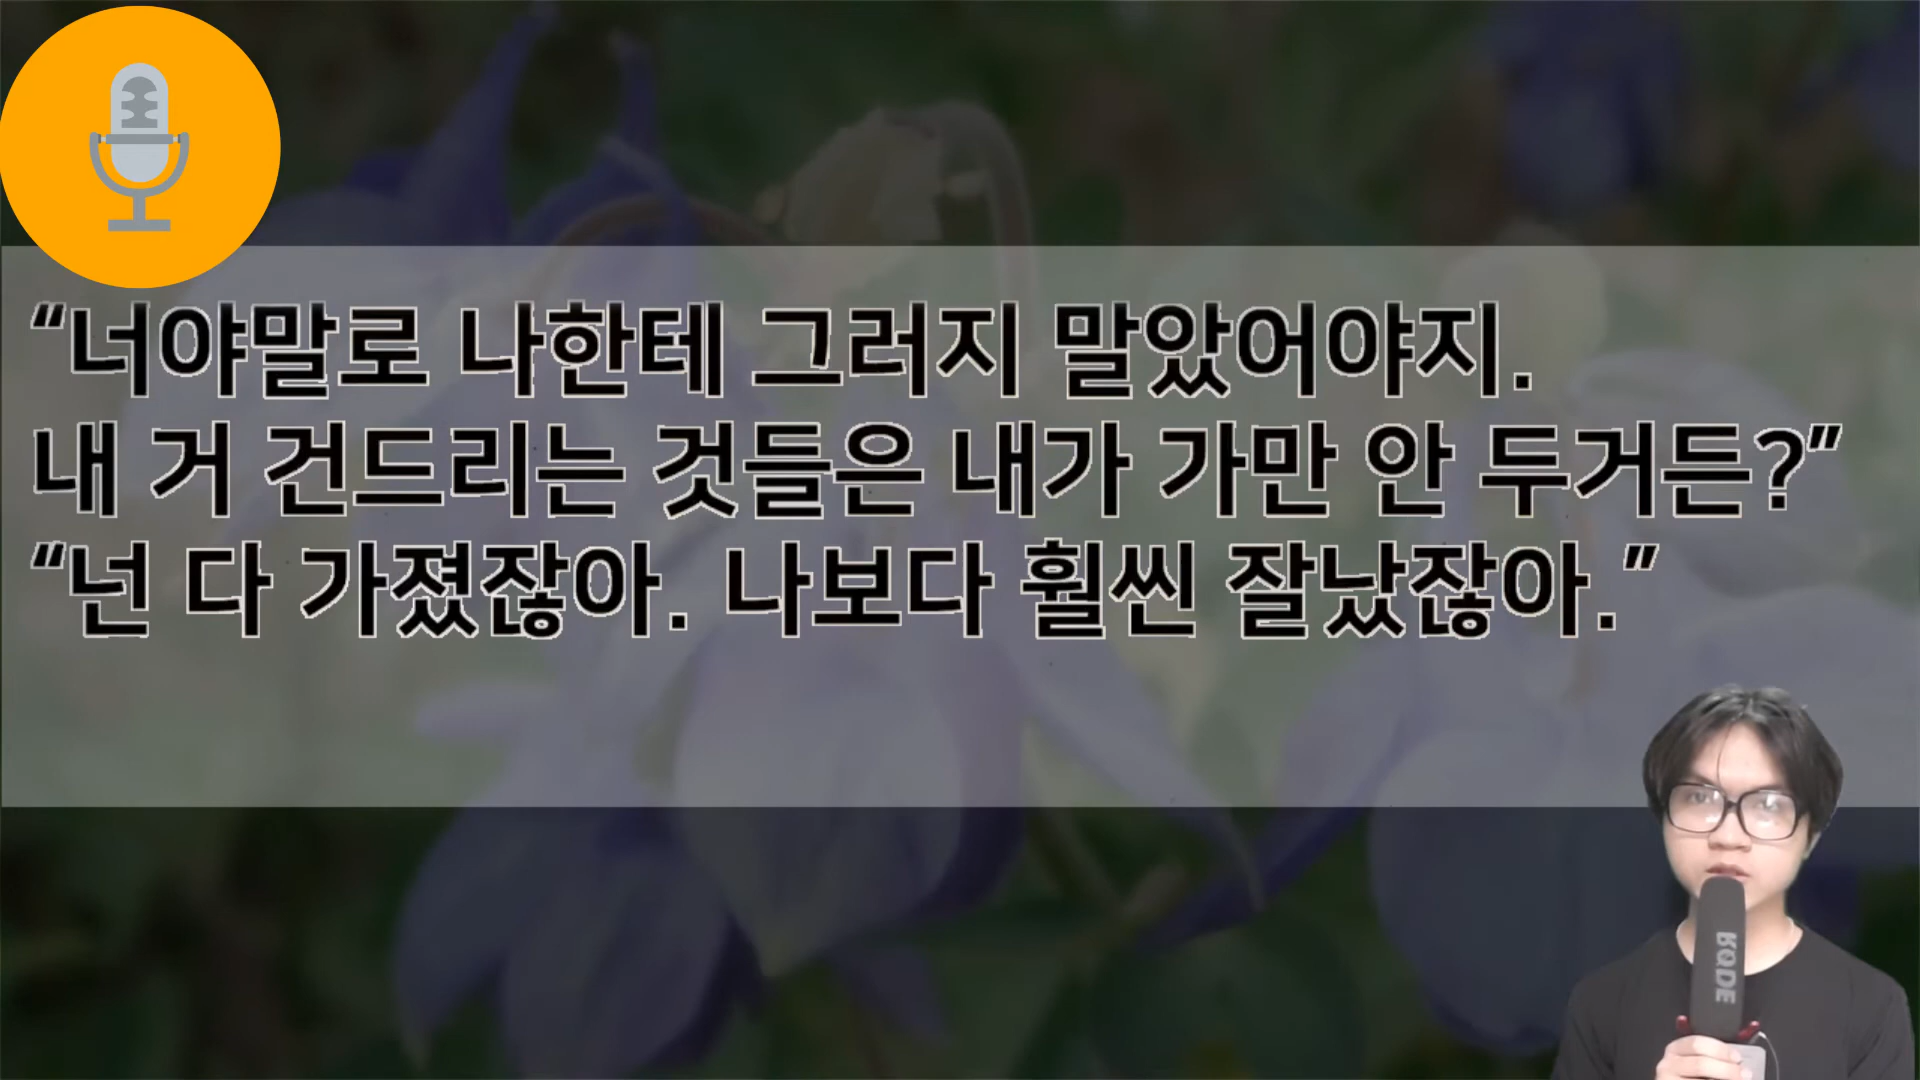 “너야말로 나한테 그러지 말았어야지.
내 거 건드리는 것들은 내가 가만 안 두거든?”
“넌 다 가졌잖아. 나보다 훨씬 잘났잖아.”
RODE